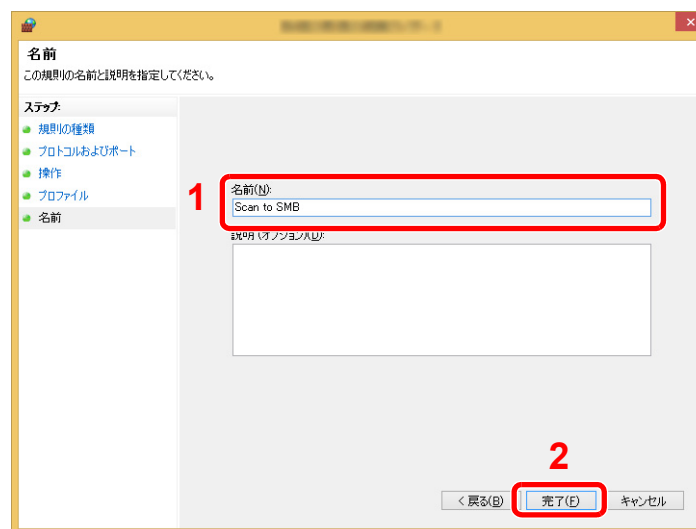 名前
この規則の名前と説明を指定してください。
ステップ:
規則の種類
プロトコルおよびポート
操作
プロファイル
名前
1
名前(N):
Scan to SMB
説明 (オプション)(D):
2
< 戻る(B)
完了(F)
キャンセル